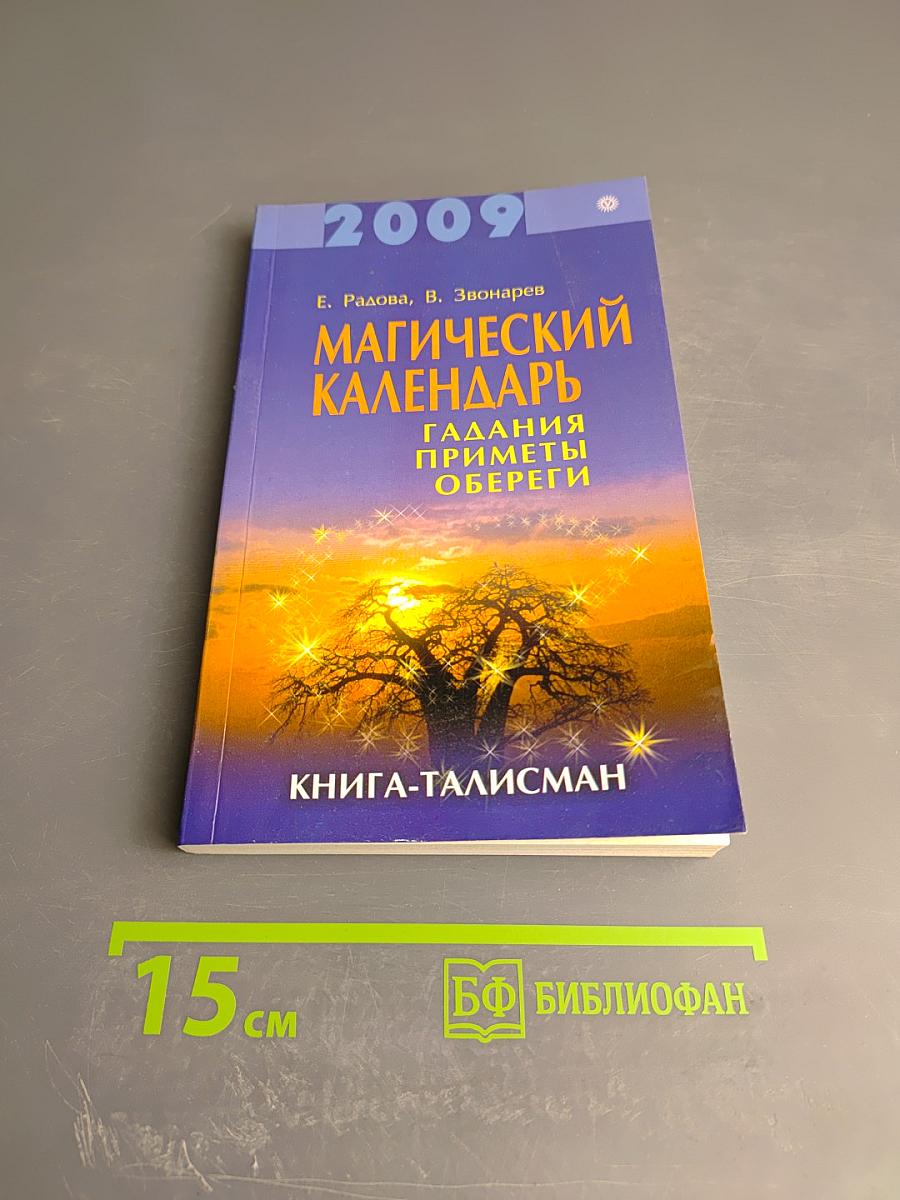 2009
Е. Радова, В. Звонарев
МАГИЧЕСКИЙ
КАЛЕНДАРЬ
ГАДАНИЯ
ПРИМЕТЫ
ОБЕРЕГИ
КНИГА-ТАЛИСМАН
15 см
БФ БИБЛИОФАН